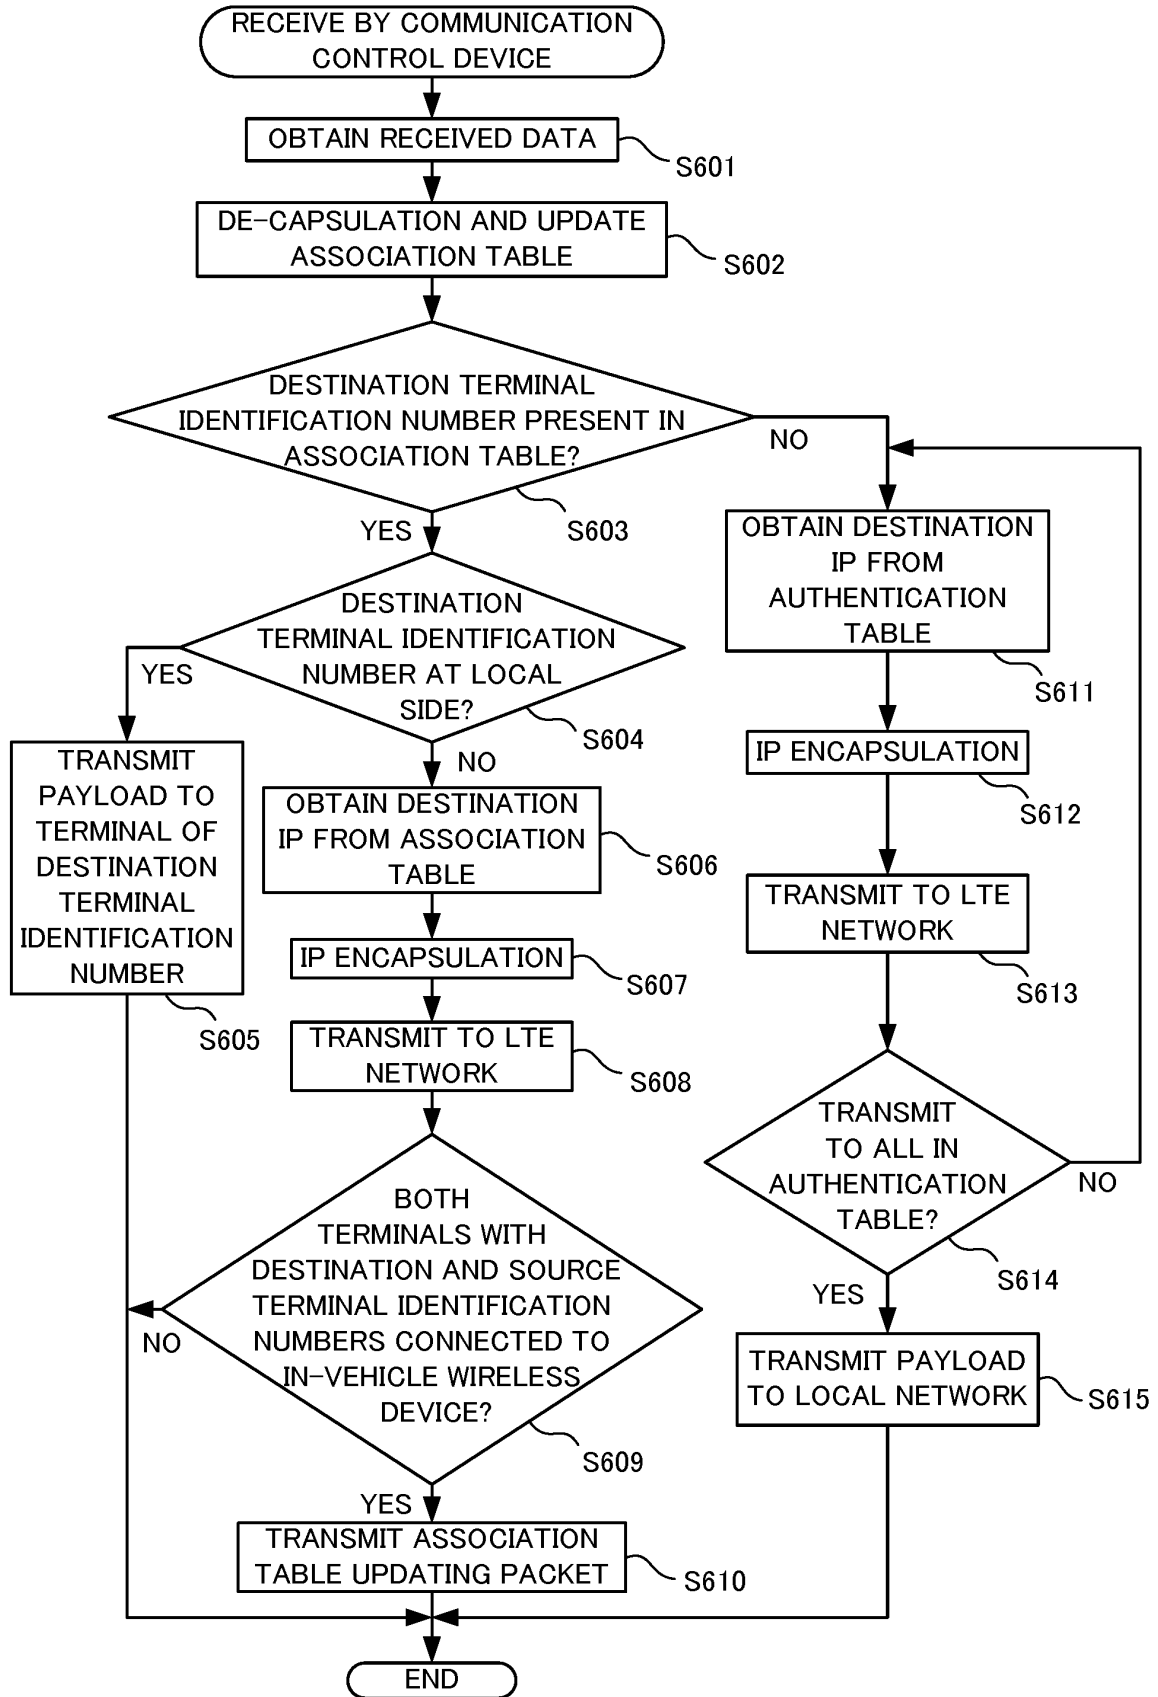 RECEIVE BY COMMUNICATION
CONTROL DEVICE
OBTAIN RECEIVED DATA
S601
DE-CAPSULATION AND UPDATE
ASSOCIATION TABLE
S602
DESTINATION TERMINAL
IDENTIFICATION NUMBER PRESENT IN
ASSOCIATION TABLE?
NO
S603
YES
DESTINATION
TERMINAL IDENTIFICATION
NUMBER AT LOCAL
SIDE?
YES
S604
NO
TRANSMIT
PAYLOAD TO
TERMINAL OF
DESTINATION
TERMINAL
IDENTIFICATION
NUMBER
S605
OBTAIN DESTINATION
IP FROM ASSOCIATION
TABLE
S606
IP ENCAPSULATION
S607
TRANSMIT TO LTE
NETWORK
S608
BOTH
TERMINALS WITH
DESTINATION AND SOURCE
TERMINAL IDENTIFICATION
NUMBERS CONNECTED TO
IN-VEHICLE WIRELESS
DEVICE?
NO
S609
YES
TRANSMIT ASSOCIATION
TABLE UPDATING PACKET
S610
OBTAIN DESTINATION
IP FROM
AUTHENTICATION
TABLE
S611
IP ENCAPSULATION
S612
TRANSMIT TO LTE
NETWORK
S613
TRANSMIT
TO ALL IN
AUTHENTICATION
TABLE?
NO
S614
YES
TRANSMIT PAYLOAD
TO LOCAL NETWORK
S615
END